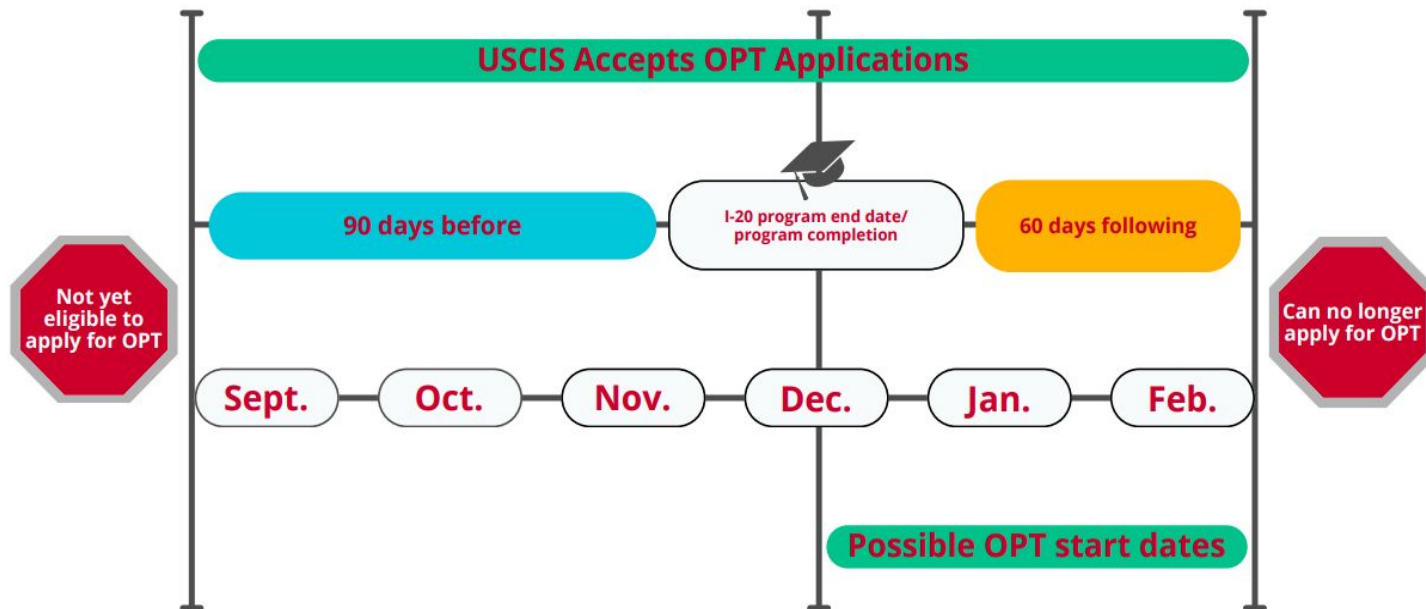 USCIS Accepts OPT Applications
90 days before
I-20 program end date/
program completion
60 days following
Not yet
eligible to
apply for OPT
Can no longer
apply for OPT
Sept.
Oct.
Nov.
Dec.
Jan.
Feb.
Possible OPT start dates